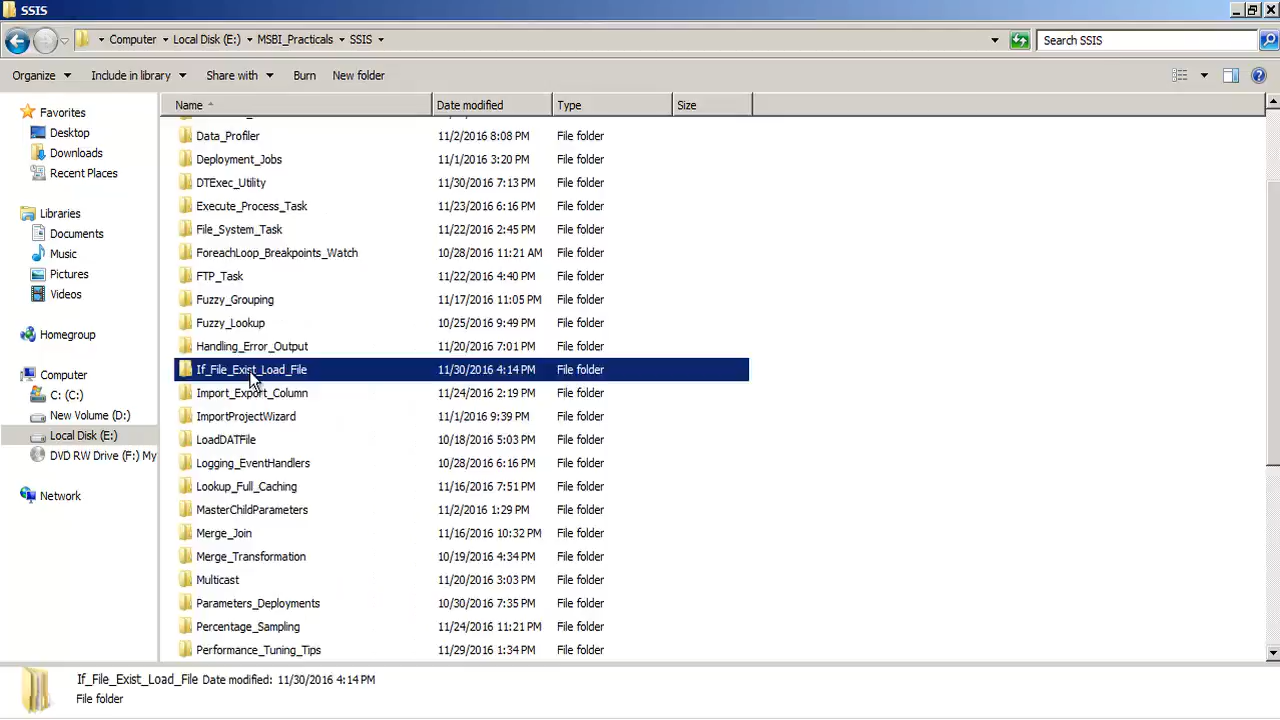 SSIS
Computer ▸ Local Disk (E:) ▸ MSBI_Practicals ▸ SSIS
Search SSIS
Organize Include in library Share with Burn New folder
Name Date modified Type Size
Favorites
Desktop
Downloads
Recent Places
Libraries
Documents
Music
Pictures
Videos
Homegroup
Computer
C: (C:)
New Volume (D:)
Local Disk (E:)
DVD RW Drive (F:) My
Network
Data_Profiler 11/2/2016 8:08 PM File folder
Deployment_Jobs 11/1/2016 3:20 PM File folder
DTExec_Utility 11/30/2016 7:13 PM File folder
Execute_Process_Task 11/23/2016 6:16 PM File folder
File_System_Task 11/22/2016 2:45 PM File folder
ForeachLoop_Breakpoints_Watch 10/28/2016 11:21 AM File folder
FTP_Task 11/22/2016 4:40 PM File folder
Fuzzy_Grouping 11/17/2016 11:05 PM File folder
Fuzzy_Lookup 10/25/2016 9:49 PM File folder
Handling_Error_Output 11/20/2016 7:01 PM File folder
If_File_Exist_Load_File 11/30/2016 4:14 PM File folder
Import_Export_Column 11/24/2016 2:19 PM File folder
ImportProjectWizard 11/1/2016 9:39 PM File folder
LoadDATFile 10/18/2016 5:03 PM File folder
Logging_EventHandlers 10/28/2016 6:16 PM File folder
Lookup_Full_Caching 11/16/2016 7:51 PM File folder
MasterChildParameters 11/2/2016 1:29 PM File folder
Merge_Join 11/16/2016 10:32 PM File folder
Merge_Transformation 10/19/2016 4:34 PM File folder
Multicast 11/20/2016 3:03 PM File folder
Parameters_Deployments 10/30/2016 7:35 PM File folder
Percentage_Sampling 11/24/2016 11:21 PM File folder
Performance_Tuning_Tips 11/29/2016 1:34 PM File folder
If_File_Exist_Load_File Date modified: 11/30/2016 4:14 PM
File folder